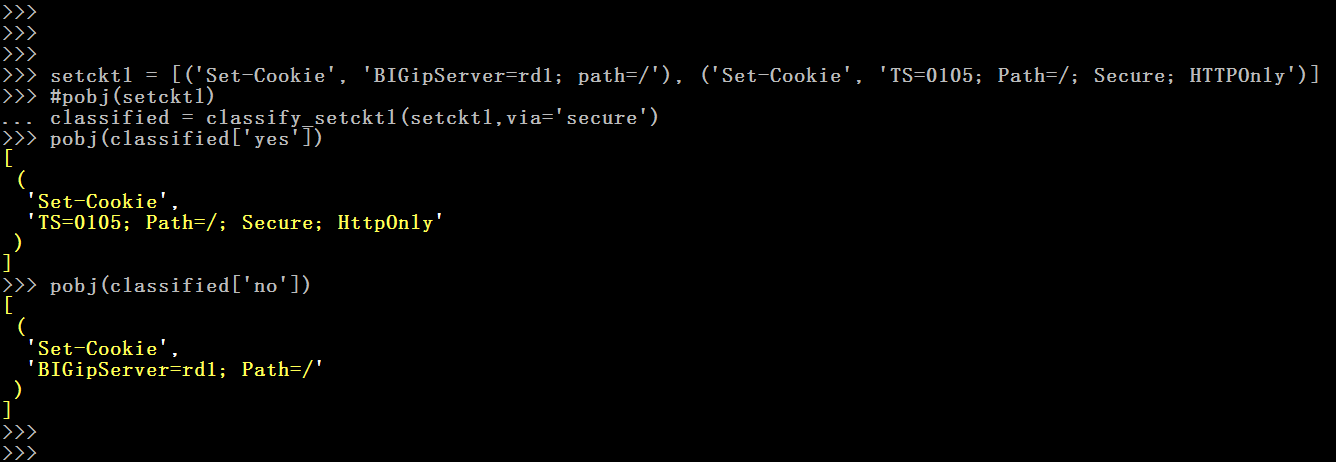 >>>
>>>
>>>
>>> setcktl = [('Set-Cookie', 'BIGipServer=rd1; path=/'), ('Set-Cookie', 'TS=0105; Path=/; Secure; HTTPOnly')]
>>> #pobj(setcktl)
... classified = classify_setcktl(setcktl,via='secure')
>>> pobj(classified['yes'])
[
 (
  'Set-Cookie',
  'TS=0105; Path=/; Secure; HttpOnly'
 )
]
>>> pobj(classified['no'])
[
 (
  'Set-Cookie',
  'BIGipServer=rd1; Path=/'
 )
]
>>>
>>>